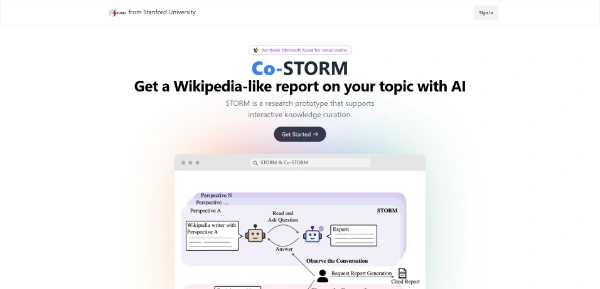 STORM from Stanford University
Sign In
We thank Microsoft Azure for cloud credits
Co-STORM
Get a Wikipedia-like report on your topic with AI
STORM is a research prototype that supports
interactive knowledge curation.
Get Started →
STORM & Co-STORM
Perspective N
Perspective ...
Perspective A
Read and
Ask Question
STORM
Wikipedia writer with
Perspective A
Expert:
Answer
Observe the Conversation
Request Report Generation
Cited Report